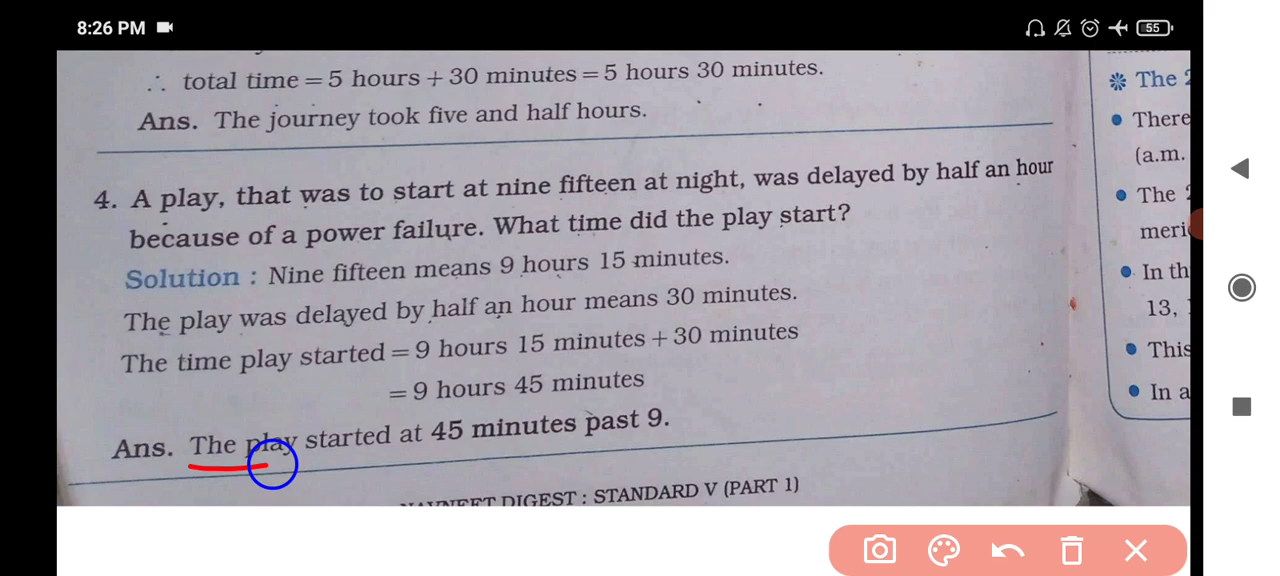 8:26 PM
55
∴ total time = 5 hours + 30 minutes = 5 hours 30 minutes.
Ans. The journey took five and half hours.
4. A play, that was to start at nine fifteen at night, was delayed by half an hour
because of a power failure. What time did the play start?
Solution : Nine fifteen means 9 hours 15 minutes.
The play was delayed by half an hour means 30 minutes.
The time play started = 9 hours 15 minutes + 30 minutes
= 9 hours 45 minutes
Ans. The play started at 45 minutes past 9.
NAVNEET DIGEST : STANDARD V (PART 1)
❋ The
• There
(a.m.
• The
meri
• In th
13,
• This
• In a